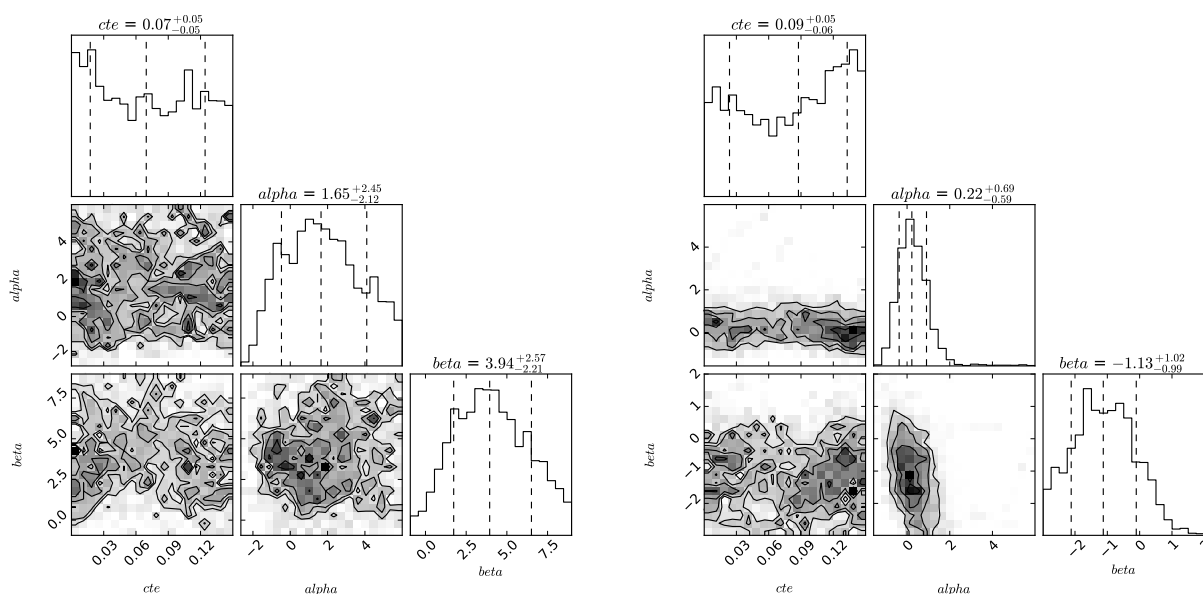 cte = 0.07+0.05−0.05
alpha = 1.65+2.45−2.12
4
2
0
−2
alpha
beta = 3.94+2.57−2.21
7.5
5.0
2.5
0.0
beta
0.03 0.06 0.09 0.12
cte
−2 0 2 4
alpha
0.0 2.5 5.0 7.5
beta
cte = 0.09+0.05−0.06
alpha = 0.22+0.69−0.59
4
2
0
alpha
beta = −1.13+1.02−0.99
2
1
0
−1
−2
beta
0.03 0.06 0.09 0.12
cte
0 2 4
alpha
−2 −1 0 1 2
beta